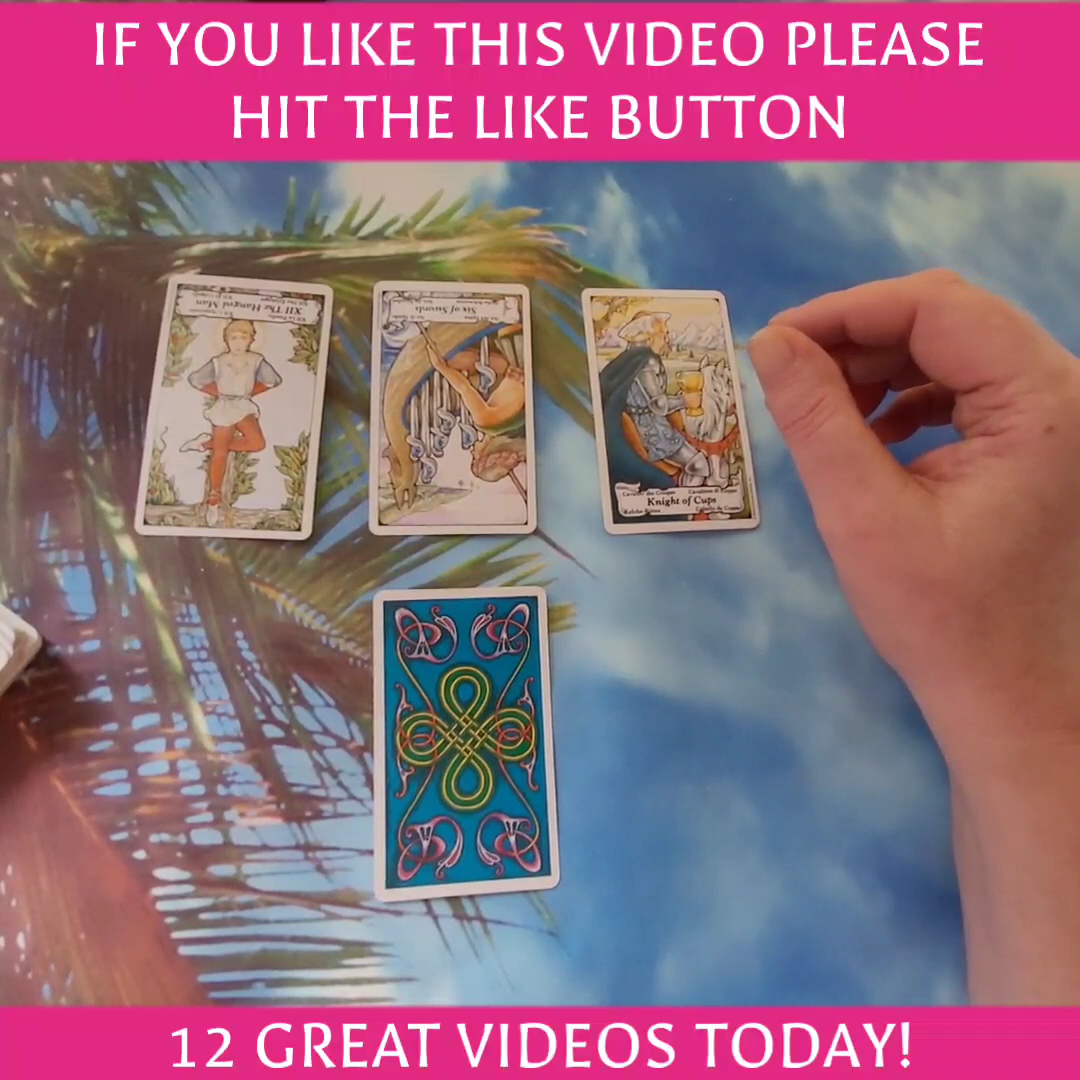 IF YOU LIKE THIS VIDEO PLEASE
HIT THE LIKE BUTTON
XII The Hanged Man
Six of Swords
Knight of Cups
12 GREAT VIDEOS TODAY!